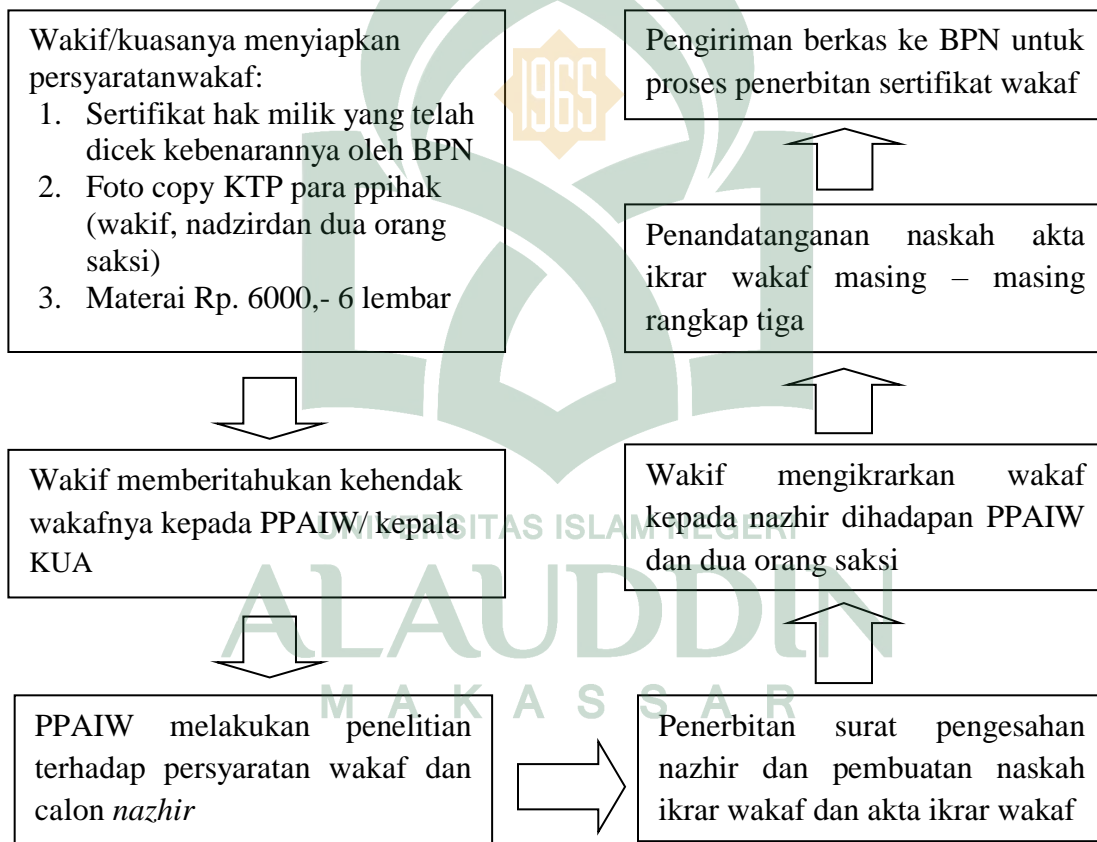 Wakif/kuasanya menyiapkan
persyaratanwakaf:
1. Sertifikat hak milik yang telah
dicek kebenarannya oleh BPN
2. Foto copy KTP para ppihak
(wakif, nadzirdan dua orang
saksi)
3. Materai Rp. 6000,- 6 lembar
Wakif memberitahukan kehendak
wakafnya kepada PPAIW/ kepala
KUA
PPAIW melakukan penelitian
terhadap persyaratan wakaf dan
calon nazhir
Penerbitan surat pengesahan
nazhir dan pembuatan naskah
ikrar wakaf dan akta ikrar wakaf
Wakif mengikrarkan wakaf
kepada nazhir dihadapan PPAIW
dan dua orang saksi
Penandatanganan naskah akta
ikrar wakaf masing – masing
rangkap tiga
Pengiriman berkas ke BPN untuk
proses penerbitan sertifikat wakaf
1965
UNIVERSITAS ISLAM NEGERI
ALAUDDIN
MAKASSAR